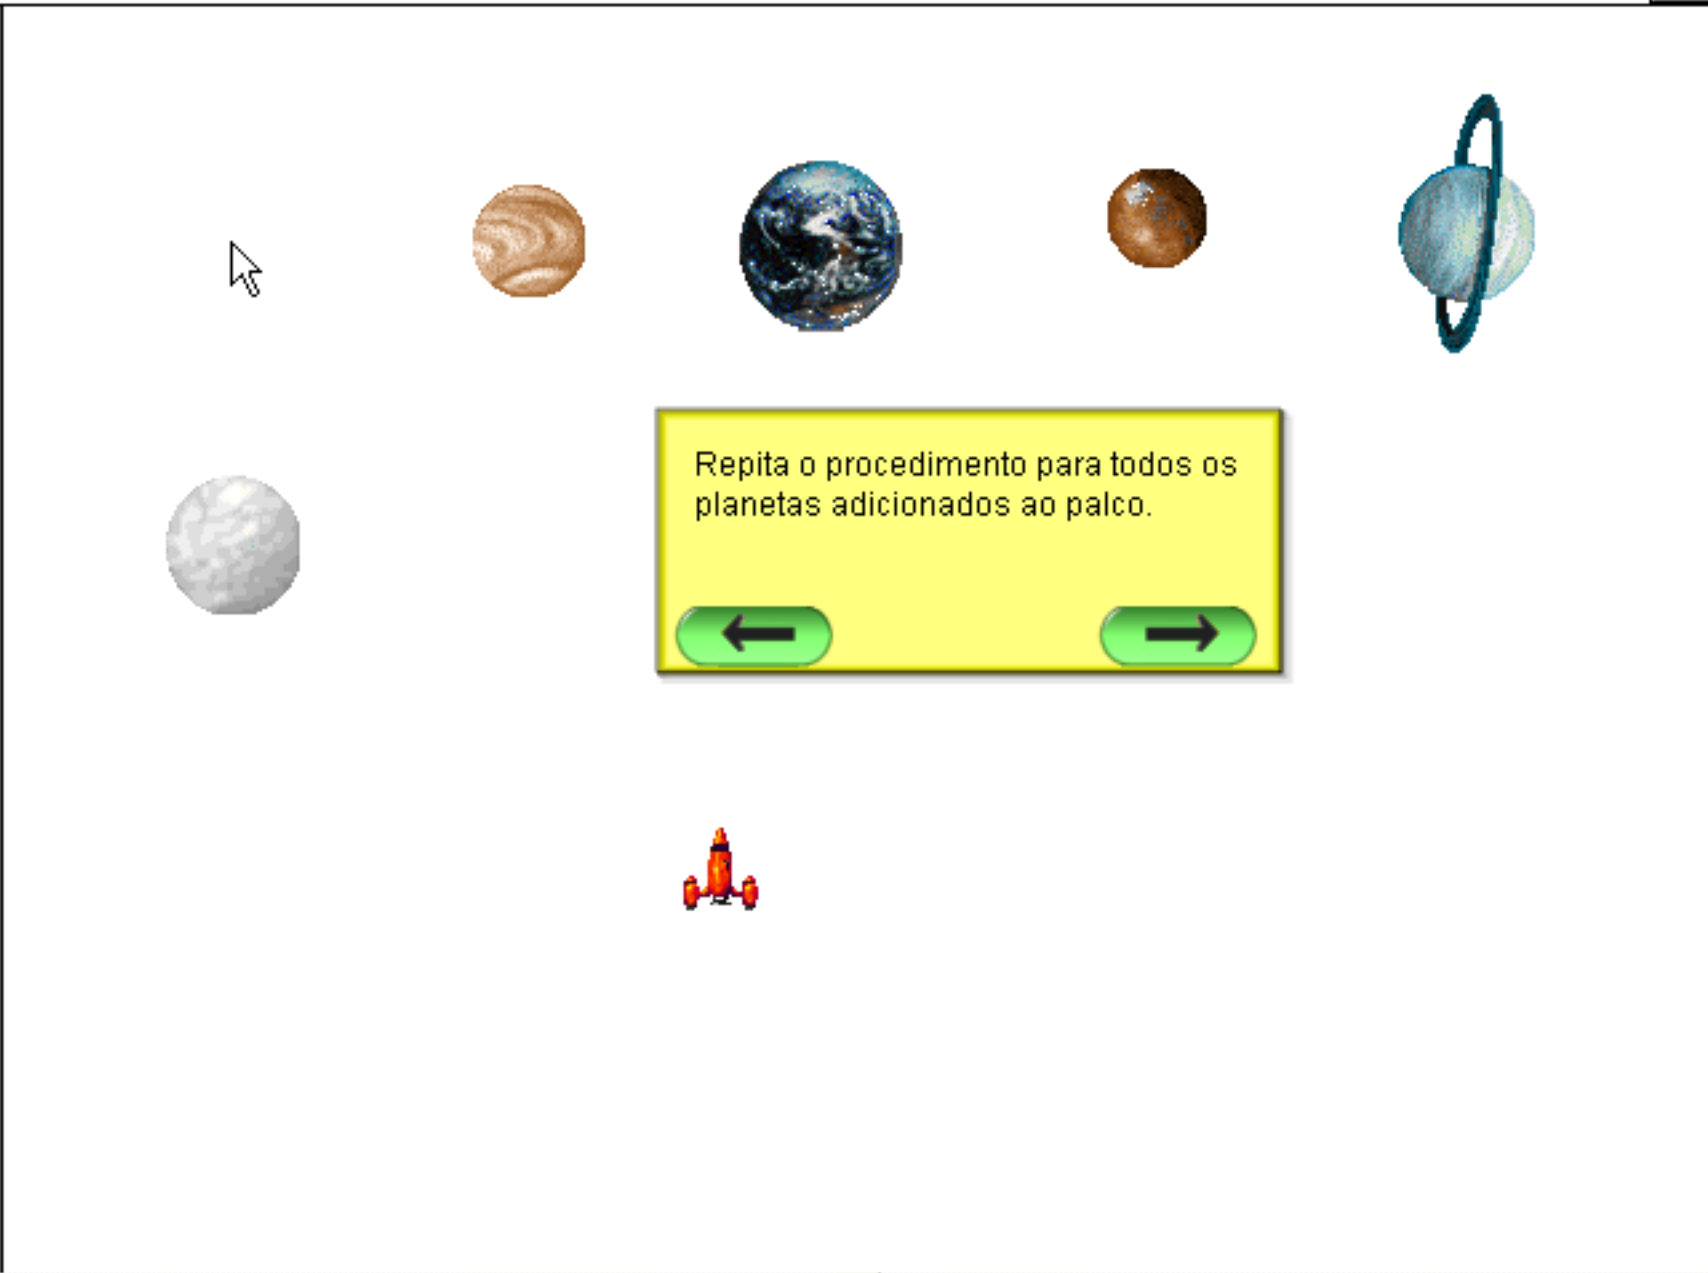 Repita o procedimento para todos os
planetas adicionados ao palco.